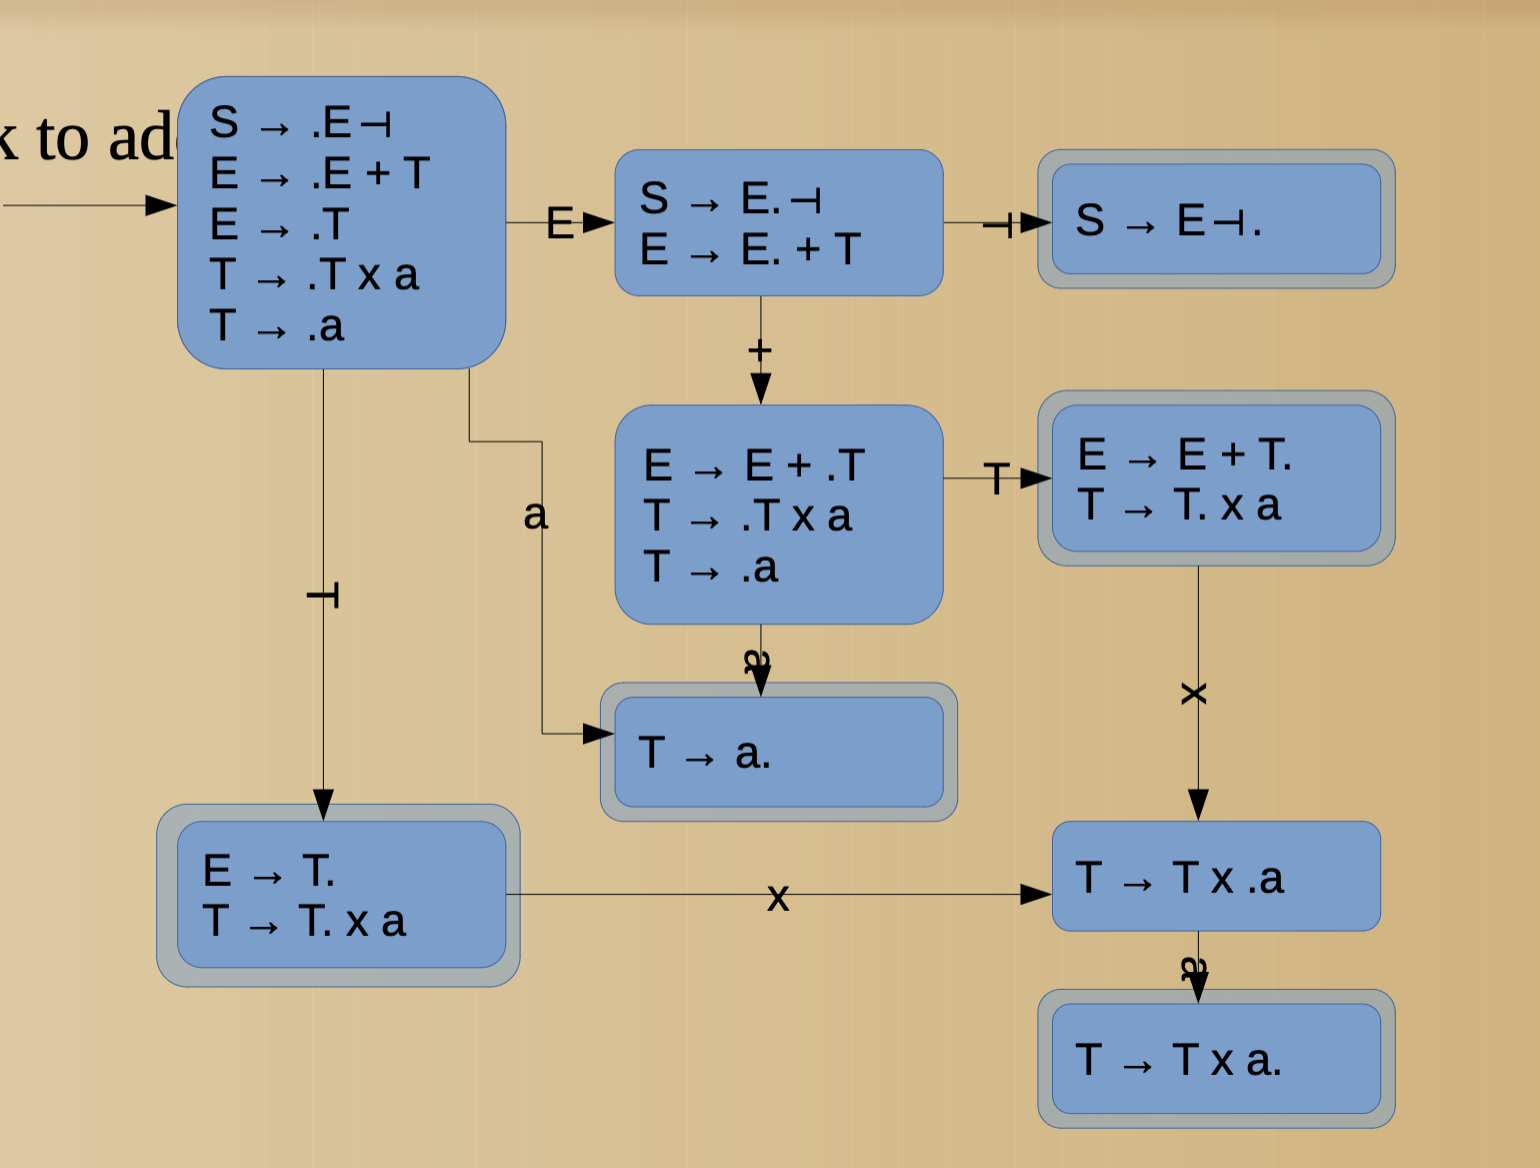 k to ad
S → .E⊣
E → .E + T
E → .T
T → .T x a
T → .a
E
S → E.⊣
E → E. + T
⊣
S → E⊣.
+
E → E + .T
T → .T x a
T → .a
T
E → E + T.
T → T. x a
a
T
a
x
T → a.
E → T.
T → T. x a
x
T → T x .a
a
T → T x a.